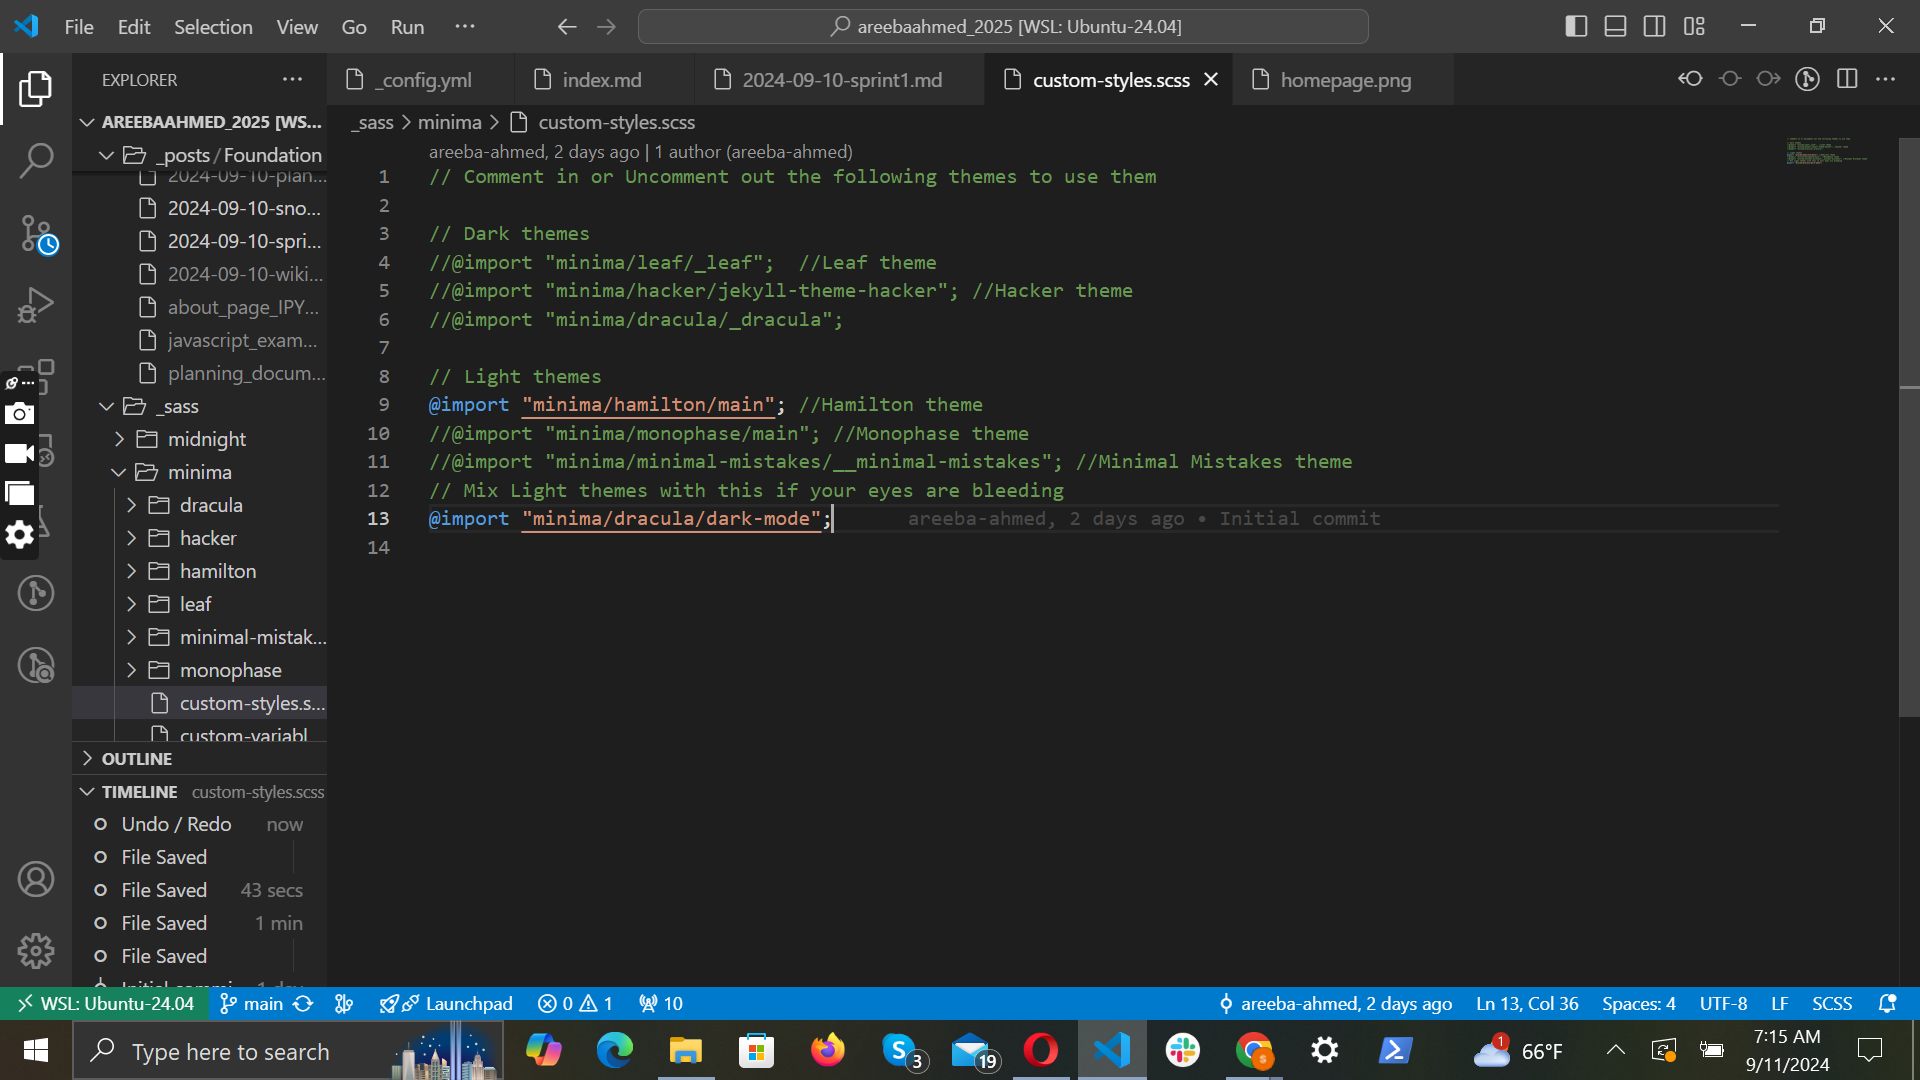 File Edit Selection View Go Run ···
areebaahmed_2025 [WSL: Ubuntu-24.04]
EXPLORER ···
_config.yml
index.md
2024-09-10-sprint1.md
custom-styles.scss
homepage.png
AREEBAAHMED_2025 [WS...
_posts / Foundation
2024-09-10-plan...
2024-09-10-sno...
2024-09-10-spri...
2024-09-10-wiki...
about_page_IPY...
javascript_exam...
planning_docum...
_sass
midnight
minima
dracula
hacker
hamilton
leaf
minimal-mistak...
monophase
custom-styles.s...
custom-variabl
OUTLINE
TIMELINE custom-styles.scss
Undo / Redo now
File Saved
File Saved 43 secs
File Saved 1 min
File Saved
Initial commi... 1 day
_sass > minima > custom-styles.scss
areeba-ahmed, 2 days ago | 1 author (areeba-ahmed)
1 // Comment in or Uncomment out the following themes to use them
2
3 // Dark themes
4 //@import "minima/leaf/_leaf"; //Leaf theme
5 //@import "minima/hacker/jekyll-theme-hacker"; //Hacker theme
6 //@import "minima/dracula/_dracula";
7
8 // Light themes
9 @import "minima/hamilton/main"; //Hamilton theme
10 //@import "minima/monophase/main"; //Monophase theme
11 //@import "minima/minimal-mistakes/__minimal-mistakes"; //Minimal Mistakes theme
12 // Mix Light themes with this if your eyes are bleeding
13 @import "minima/dracula/dark-mode"; areeba-ahmed, 2 days ago • Initial commit
14
WSL: Ubuntu-24.04 main Launchpad 0 1 10 areeba-ahmed, 2 days ago Ln 13, Col 36 Spaces: 4 UTF-8 LF SCSS
Type here to search
3
19
S
1
66°F
7:15 AM
9/11/2024